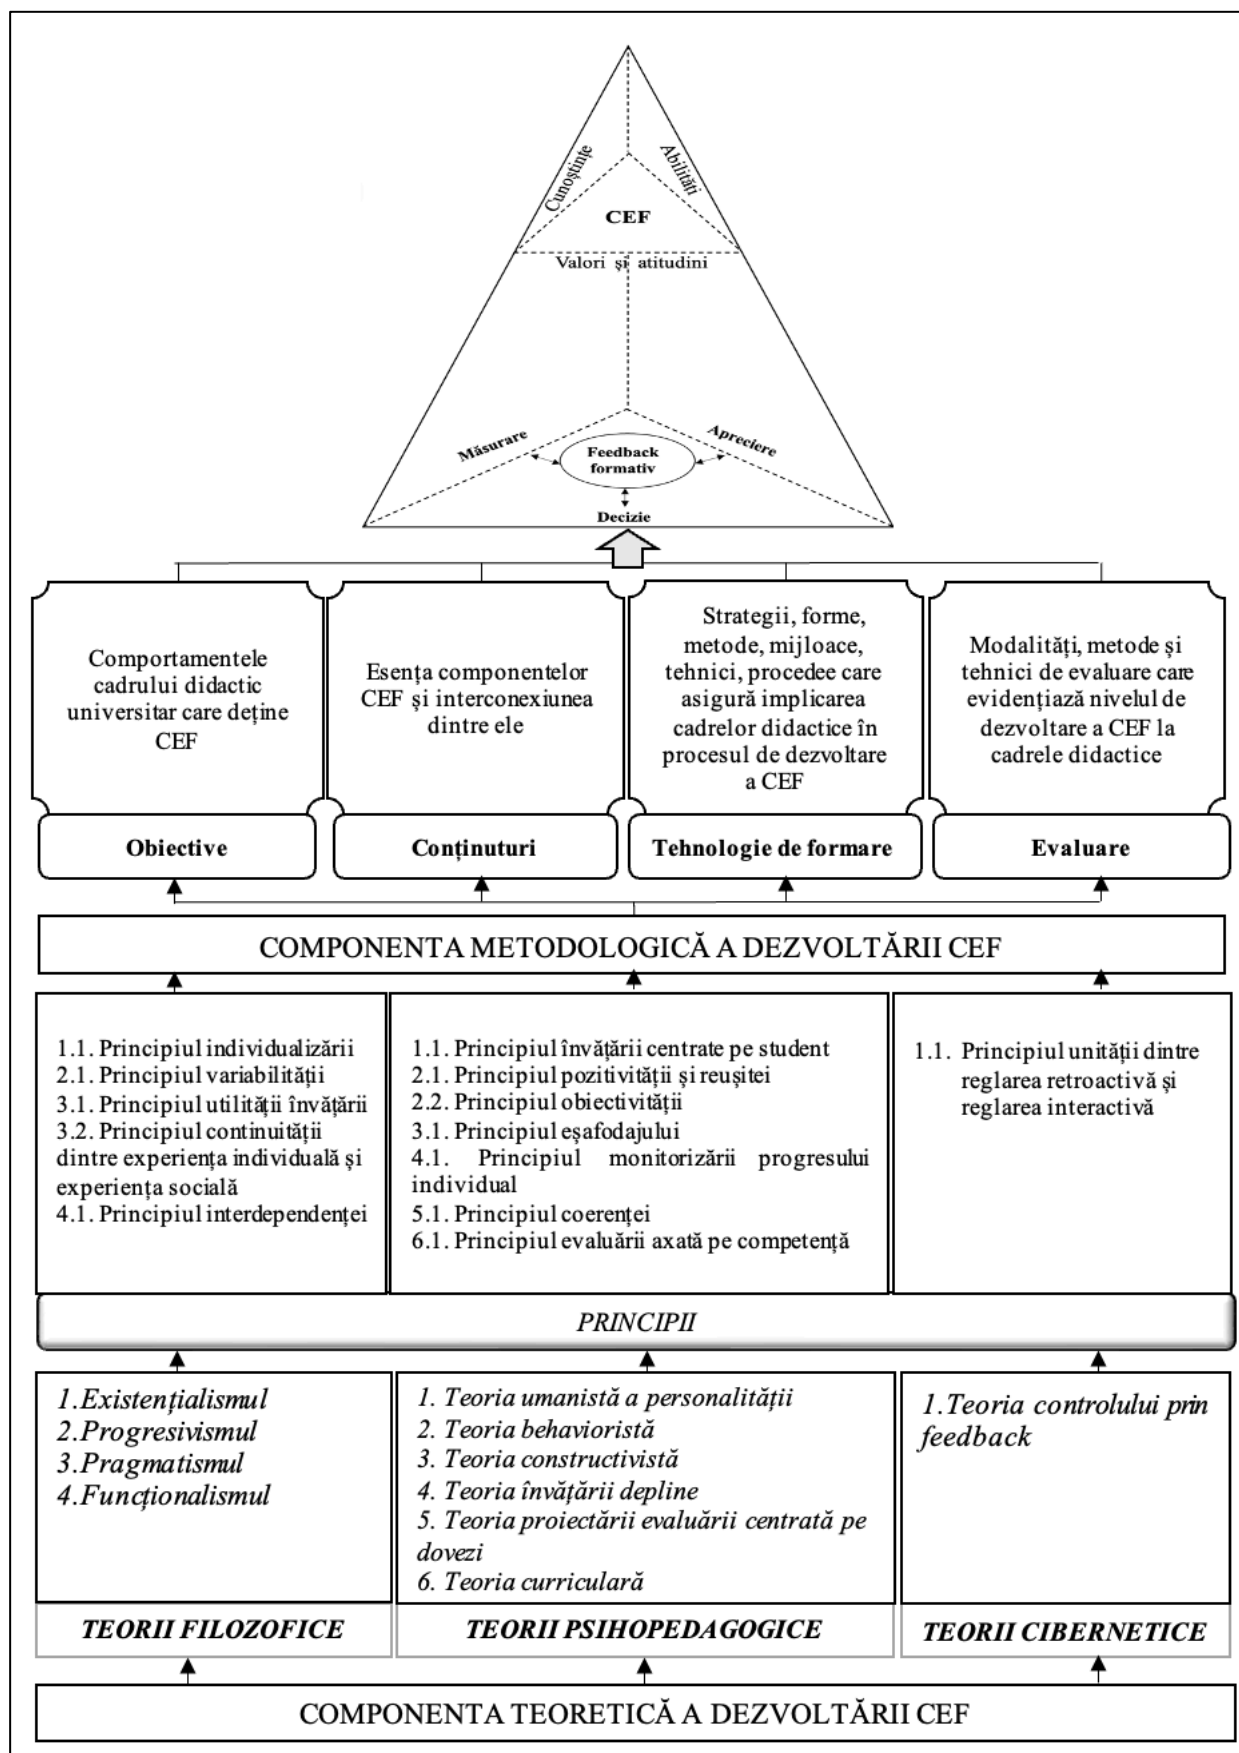 Cunoștințe
Abilități
CEF
Valori și atitudini
Măsurare
Apreciere
Feedback
formativ
Decizie
Comportamentele
cadrului didactic
universitar care deține
CEF
Esența componentelor
CEF și interconexiunea
dintre ele
Strategii, forme,
metode, mijloace,
tehnici, procedee care
asigură implicarea
cadrelor didactice în
procesul de dezvoltare
a CEF
Modalități, metode și
tehnici de evaluare care
evidențiază nivelul de
dezvoltare a CEF la
cadrele didactice
Obiective
Conținuturi
Tehnologie de formare
Evaluare
COMPONENTA METODOLOGICĂ A DEZVOLTĂRII CEF
1.1. Principiul individualizării
2.1. Principiul variabilității
3.1. Principiul utilității învățării
3.2. Principiul continuității
dintre experiența individuală și
experiența socială
4.1. Principiul interdependenței
1.1. Principiul învățării centrate pe student
2.1. Principiul pozitivității și reușitei
2.2. Principiul obiectivității
3.1. Principiul eșafodajului
4.1. Principiul monitorizării progresului
individual
5.1. Principiul coerenței
6.1. Principiul evaluării axată pe competență
1.1. Principiul unității dintre
reglarea retroactivă și
reglarea interactivă
PRINCIPII
1.Existențialismul
2.Progresivismul
3.Pragmatismul
4.Funcționalismul
1. Teoria umanistă a personalității
2. Teoria behavioristă
3. Teoria constructivistă
4. Teoria învățării depline
5. Teoria proiectării evaluării centrată pe
dovezi
6. Teoria curriculară
1.Teoria controlului prin
feedback
TEORII FILOZOFICE
TEORII PSIHOPEDAGOGICE
TEORII CIBERNETICE
COMPONENTA TEORETICĂ A DEZVOLTĂRII CEF